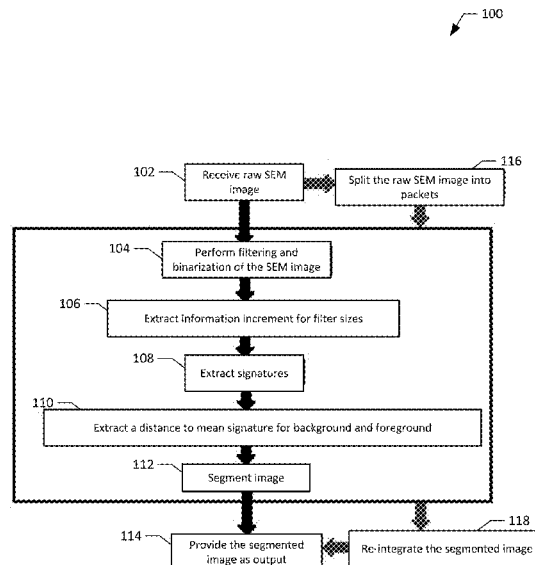 100
116
102
Receive raw SEM
image
Split the raw SEM image into
packets
104
Perform filtering and
binarization of the SEM image
106
Extract information increment for filter sizes
108
Extract signatures
110
Extract a distance to mean signature for background and foreground
112
Segment image
118
114
Provide the segmented
image as output
Re-integrate the segmented image